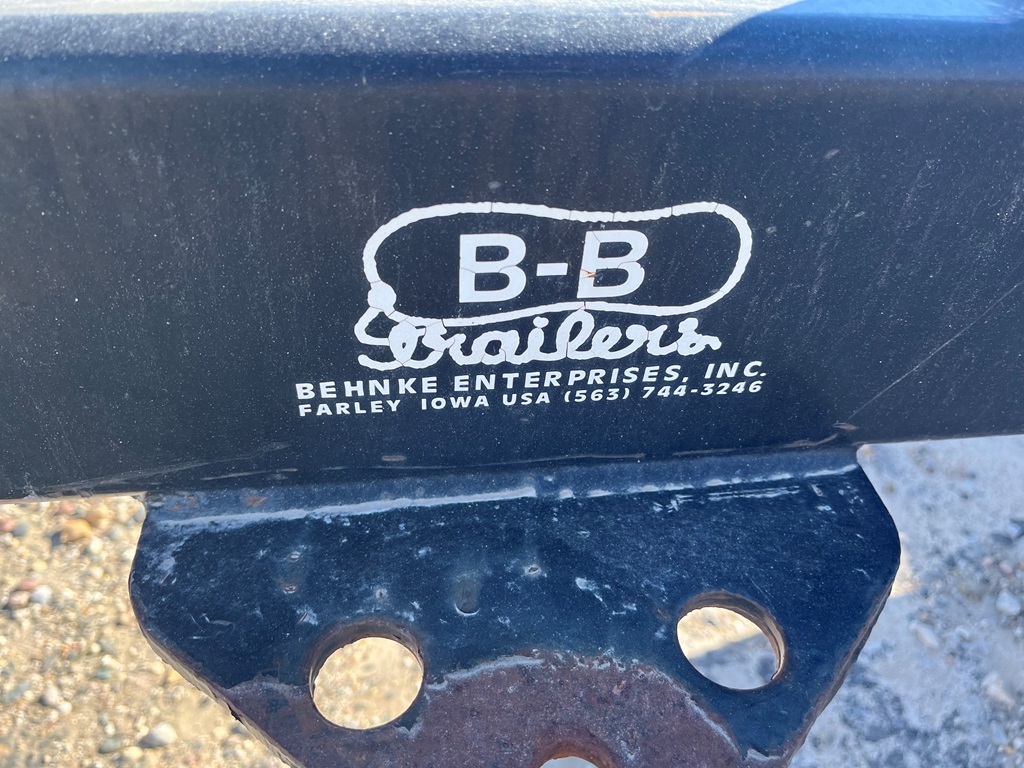 B-B
Trailers
BEHNKE ENTERPRISES, INC.
FARLEY IOWA USA (563) 744-3246